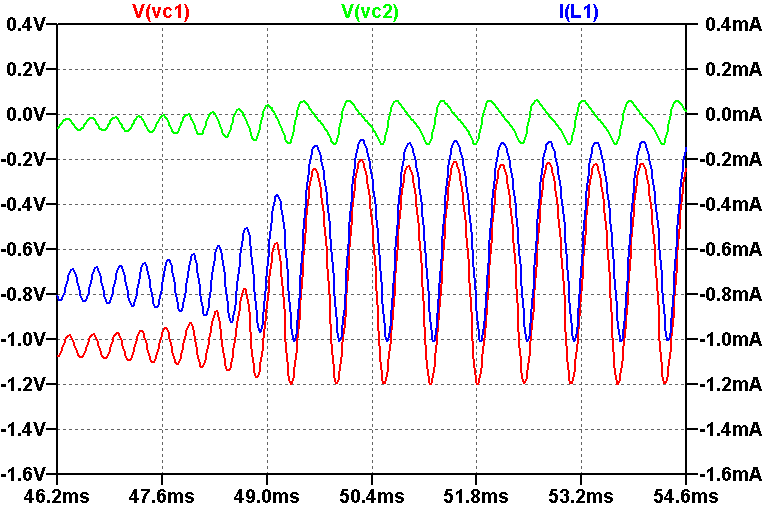 V(vc1) V(vc2) I(L1)
0.4V 0.4mA
0.2V 0.2mA
0.0V 0.0mA
-0.2V -0.2mA
-0.4V -0.4mA
-0.6V -0.6mA
-0.8V -0.8mA
-1.0V -1.0mA
-1.2V -1.2mA
-1.4V -1.4mA
-1.6V -1.6mA
46.2ms 47.6ms 49.0ms 50.4ms 51.8ms 53.2ms 54.6ms